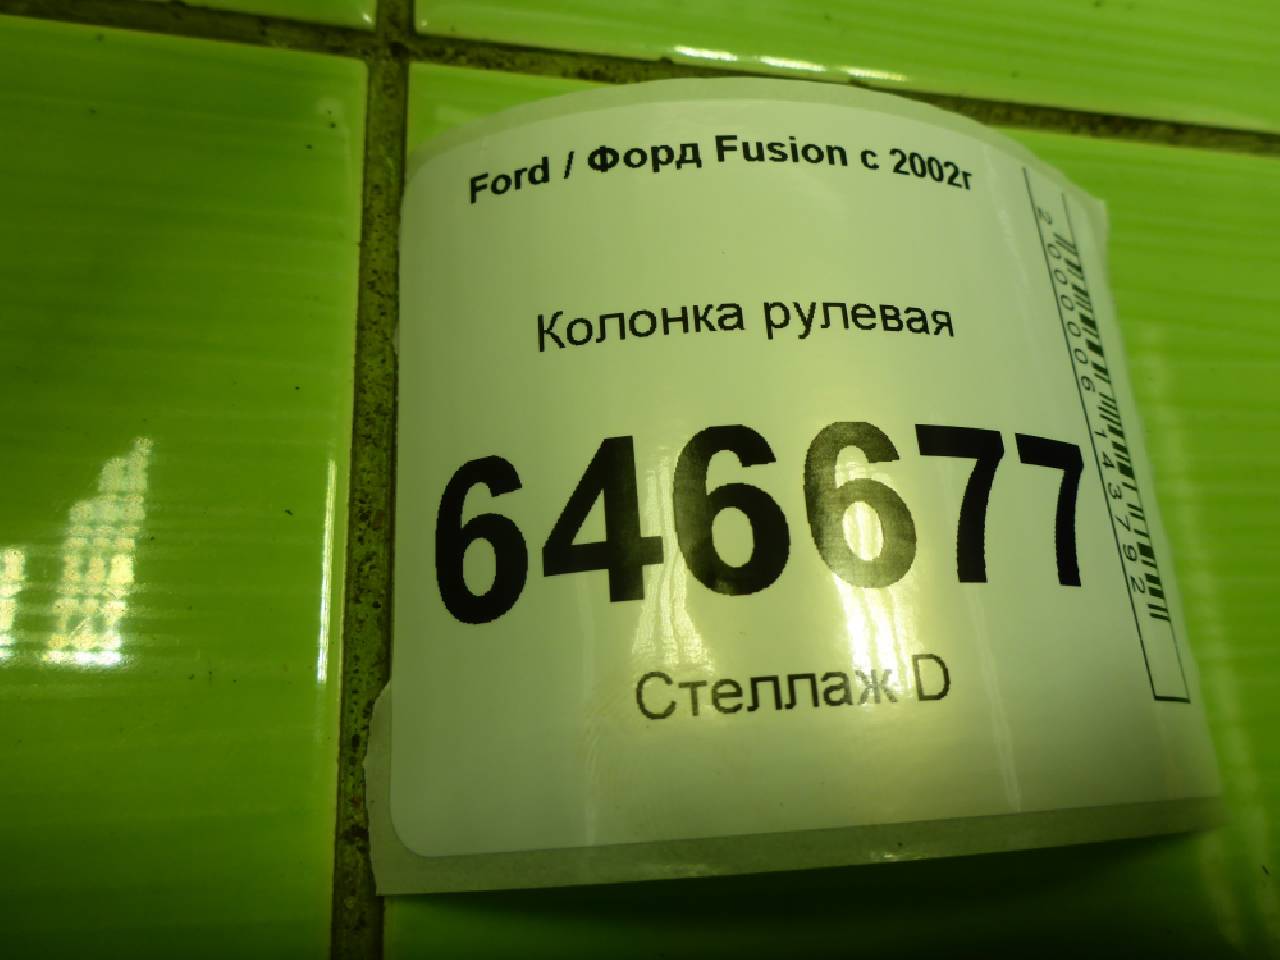 Ford / Форд Fusion с 2002г
Колонка рулевая
646677
Стеллаж D
2000006143792